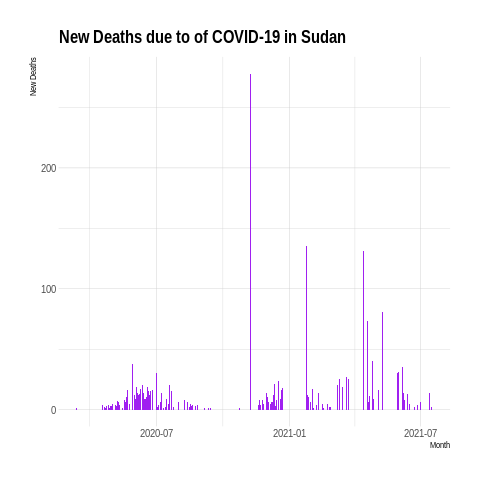 New Deaths due to of COVID-19 in Sudan
New Deaths
200
100
0
2020-07
2021-01
2021-07
Month